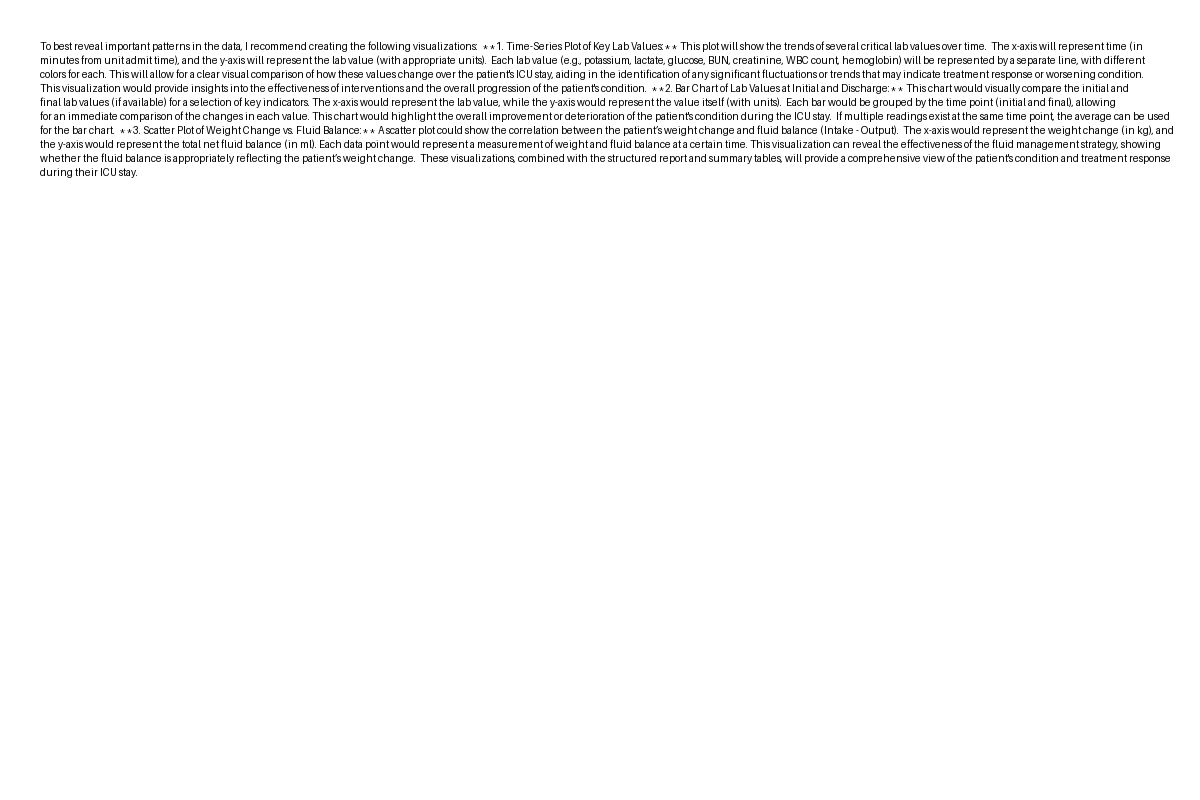 To best reveal important patterns in the data, I recommend creating the following visualizations:  **1. Time-Series Plot of Key Lab Values:** This plot will show the trends of several critical lab values over time.  The x-axis will represent time (in
minutes from unit admit time), and the y-axis will represent the lab value (with appropriate units).  Each lab value (e.g., potassium, lactate, glucose, BUN, creatinine, WBC count, hemoglobin) will be represented by a separate line, with different
colors for each. This will allow for a clear visual comparison of how these values change over the patient's ICU stay, aiding in the identification of any significant fluctuations or trends that may indicate treatment response or worsening condition.
This visualization would provide insights into the effectiveness of interventions and the overall progression of the patient's condition.  **2. Bar Chart of Lab Values at Initial and Discharge:** This chart would visually compare the initial and
final lab values (if available) for a selection of key indicators. The x-axis would represent the lab value, while the y-axis would represent the value itself (with units).  Each bar would be grouped by the time point (initial and final), allowing
for an immediate comparison of the changes in each value. This chart would highlight the overall improvement or deterioration of the patient's condition during the ICU stay.  If multiple readings exist at the same time point, the average can be used
for the bar chart.  **3. Scatter Plot of Weight Change vs. Fluid Balance:** A scatter plot could show the correlation between the patient's weight change and fluid balance (Intake - Output).  The x-axis would represent the weight change (in kg), and
the y-axis would represent the total net fluid balance (in ml). Each data point would represent a measurement of weight and fluid balance at a certain time. This visualization can reveal the effectiveness of the fluid management strategy, showing
whether the fluid balance is appropriately reflecting the patient's weight change.  These visualizations, combined with the structured report and summary tables, will provide a comprehensive view of the patient's condition and treatment response
during their ICU stay.